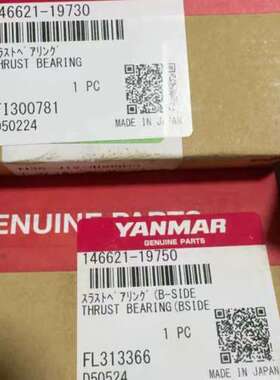 146621-19730
スラストベアリング
THRUST BEARING
1 PC
FI300781
D50224
MADE IN JAPAN
ENUINE PARTS
YANMAR
GENUINE PARTS
146621-19750
スラストベアリング(B-SIDE
THRUST BEARING(BSIDE
1 PC
FL313366
MADE IN JAPAN
D50524